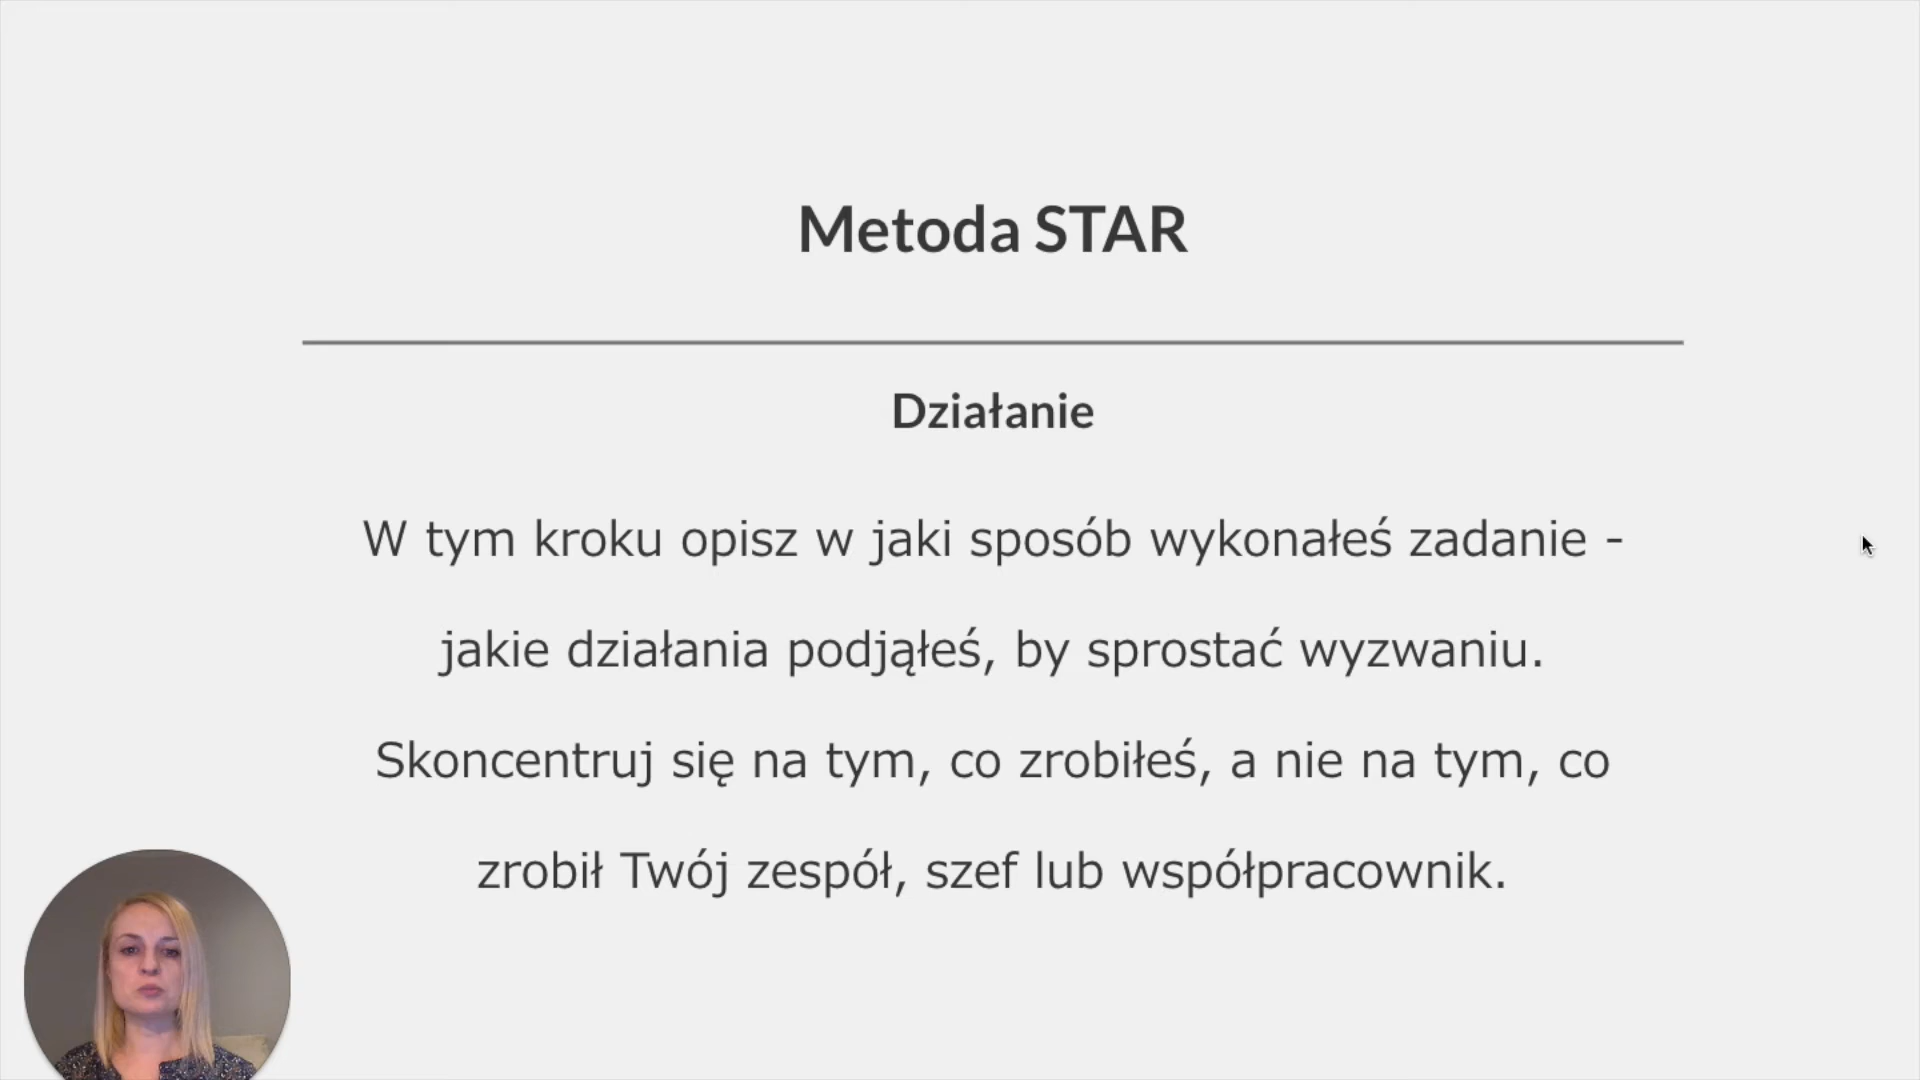 Metoda STAR
Działanie
W tym kroku opisz w jaki sposób wykonałeś zadanie -
jakie działania podjąłeś, by sprostać wyzwaniu.
Skoncentruj się na tym, co zrobiłeś, a nie na tym, co
zrobił Twój zespół, szef lub współpracownik.